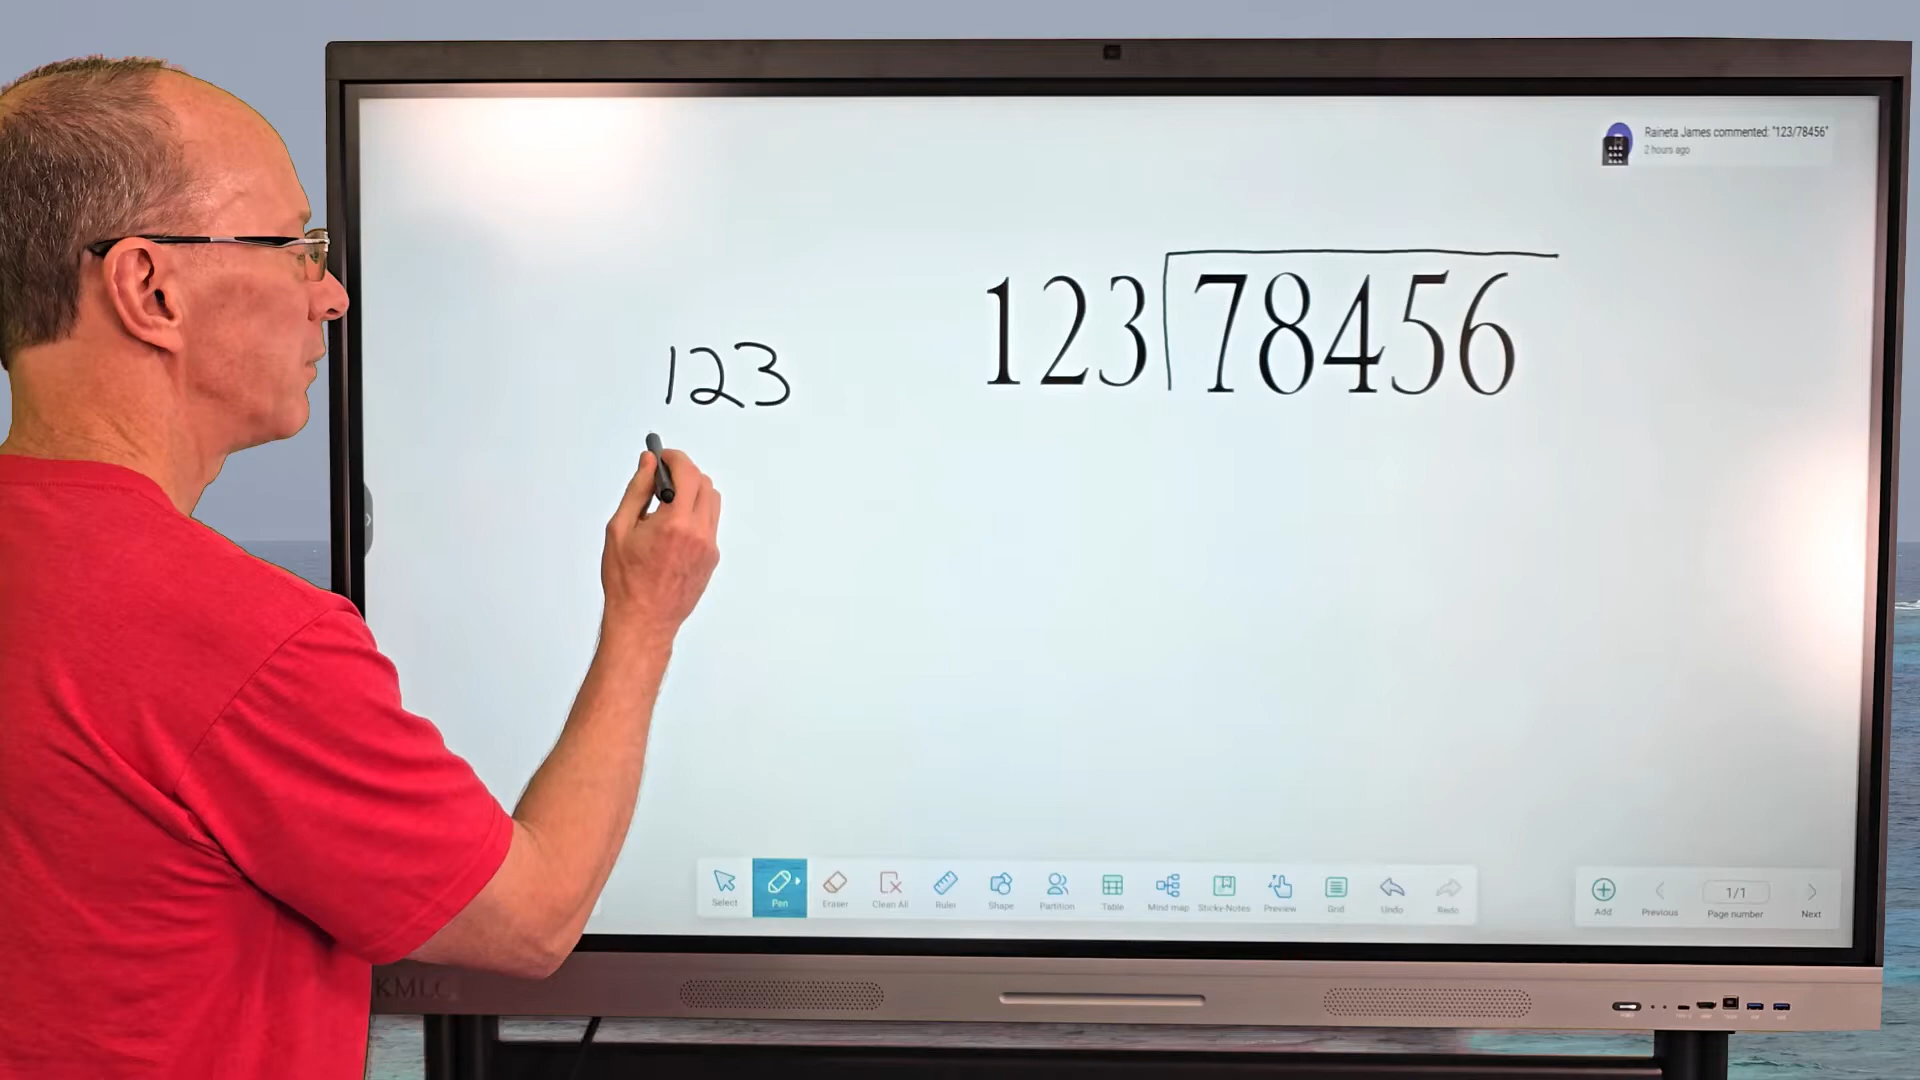 Raineta James commented: "123/78456"
2 hours ago
123 78456
123
Select Pen Eraser Clean All Ruler Shape Partition Table Mind map Sticky-Notes Preview Grid Undo Redo
Add Previous 1/1 Page number Next
KMLC